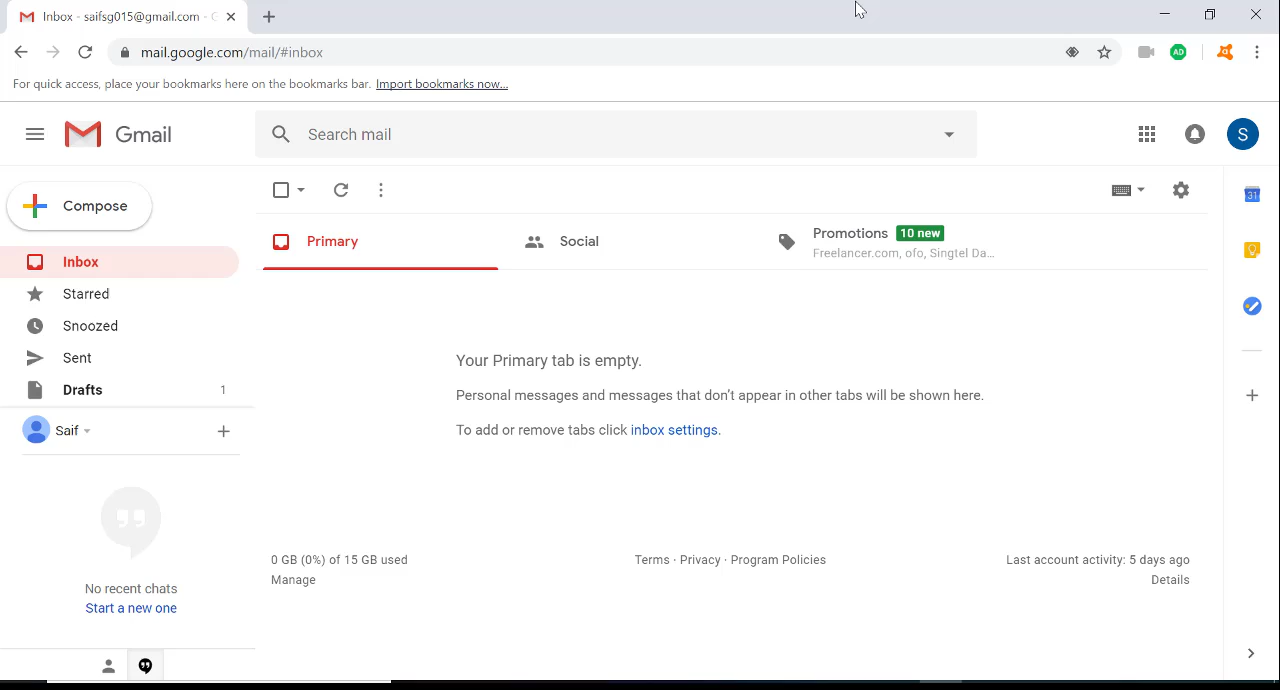 Inbox - saifsg015@gmail.com - G
mail.google.com/mail/#inbox
AD
For quick access, place your bookmarks here on the bookmarks bar. Import bookmarks now...
Gmail
Search mail
S
Compose
31
Primary
Social
Promotions 10 new
Freelancer.com, ofo, Singtel Da...
Inbox
Starred
Snoozed
Sent
Drafts 1
Saif
Your Primary tab is empty.
Personal messages and messages that don't appear in other tabs will be shown here.
To add or remove tabs click inbox settings.
No recent chats
Start a new one
0 GB (0%) of 15 GB used
Manage
Terms · Privacy · Program Policies
Last account activity: 5 days ago
Details